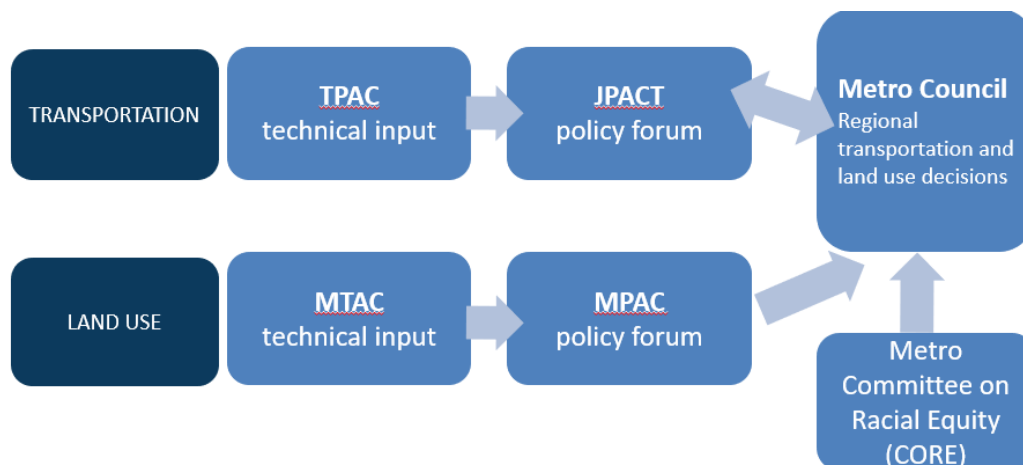 TRANSPORTATION
TPAC
technical input
JPACT
policy forum
Metro Council
Regional
transportation and
land use decisions
LAND USE
MTAC
technical input
MPAC
policy forum
Metro
Committee on
Racial Equity
(CORE)